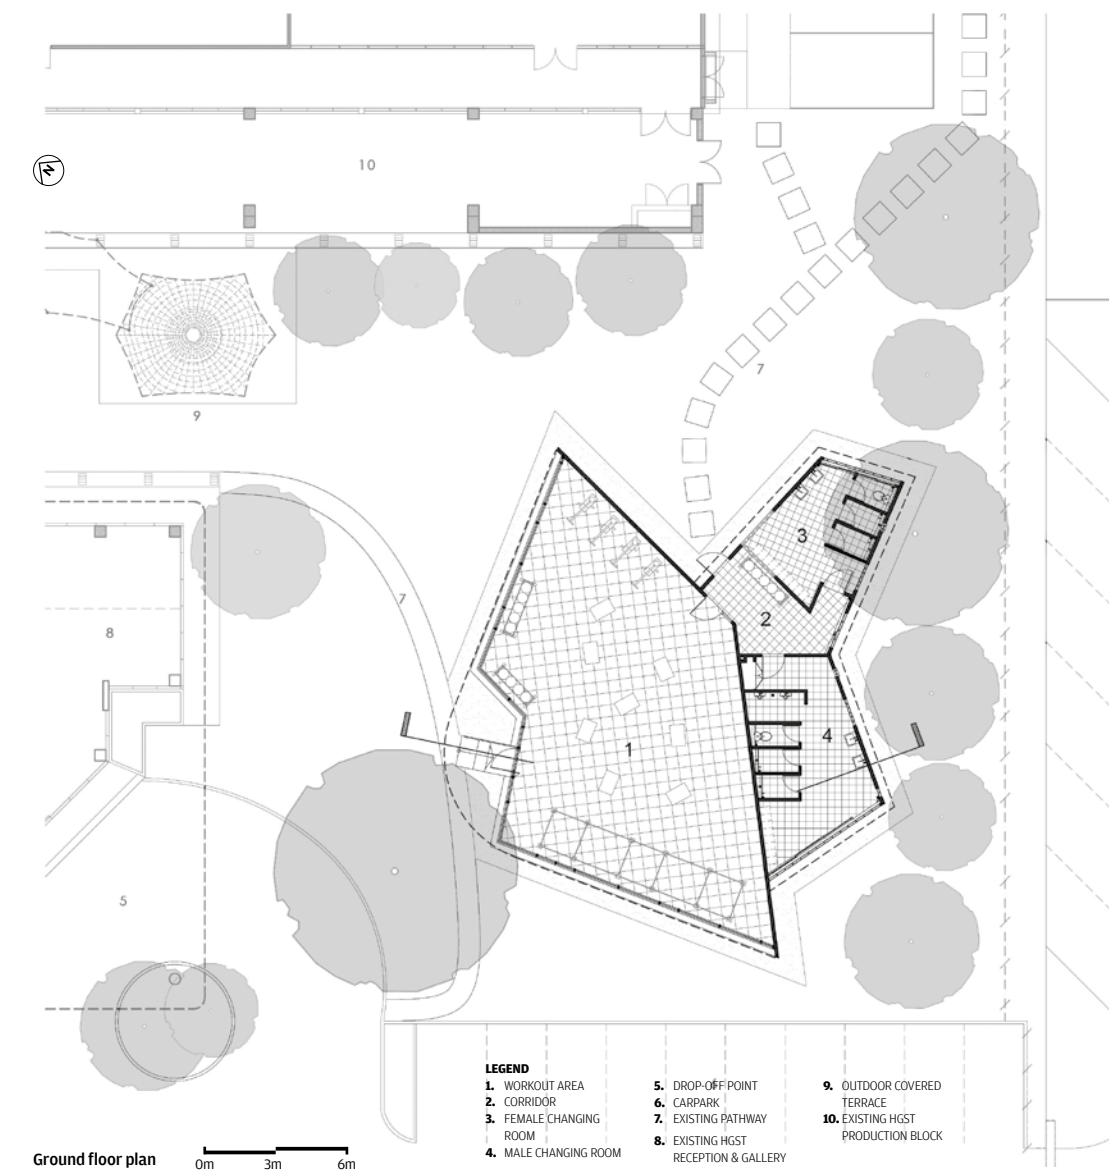 10
N
7
9
3
2
7
8
4
1
5
6
LEGEND
1. WORKOUT AREA
2. CORRIDOR
3. FEMALE CHANGING
ROOM
4. MALE CHANGING ROOM
5. DROP-OFF POINT
6. CARPARK
7. EXISTING PATHWAY
8. EXISTING HGST
RECEPTION & GALLERY
9. OUTDOOR COVERED
TERRACE
10. EXISTING HGST
PRODUCTION BLOCK
Ground floor plan
0m 3m 6m